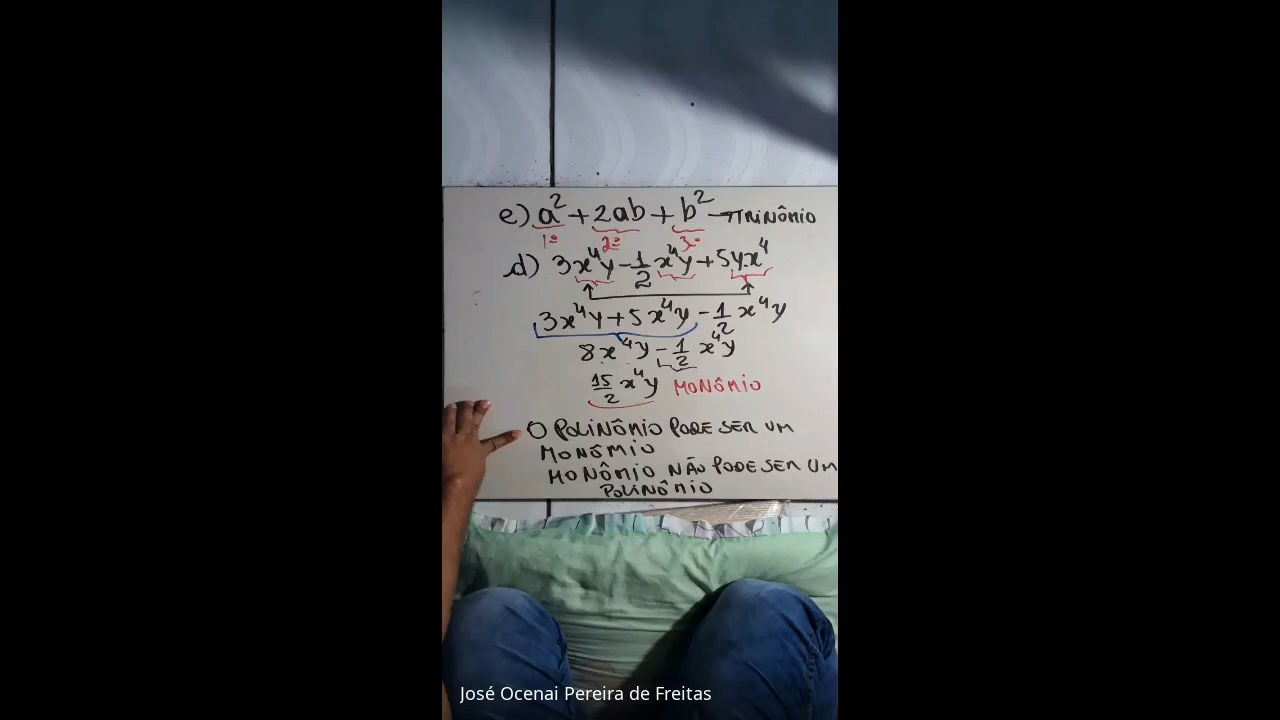 e) a² + 2ab + b² → TRINÔMIO
1º 2º 3º
d) 3x⁴y - 1/2 x⁴y + 5y.x⁴
3x⁴y + 5x⁴y - 1/2 x⁴y
8x⁴y - 1/2 x⁴y
15/2 x⁴y MONÔMIO
O POLINÔMIO PODE SER UM
MONÔMIO
MONÔMIO NÃO PODE SER UM
POLINÔMIO
José Ocenai Pereira de Freitas